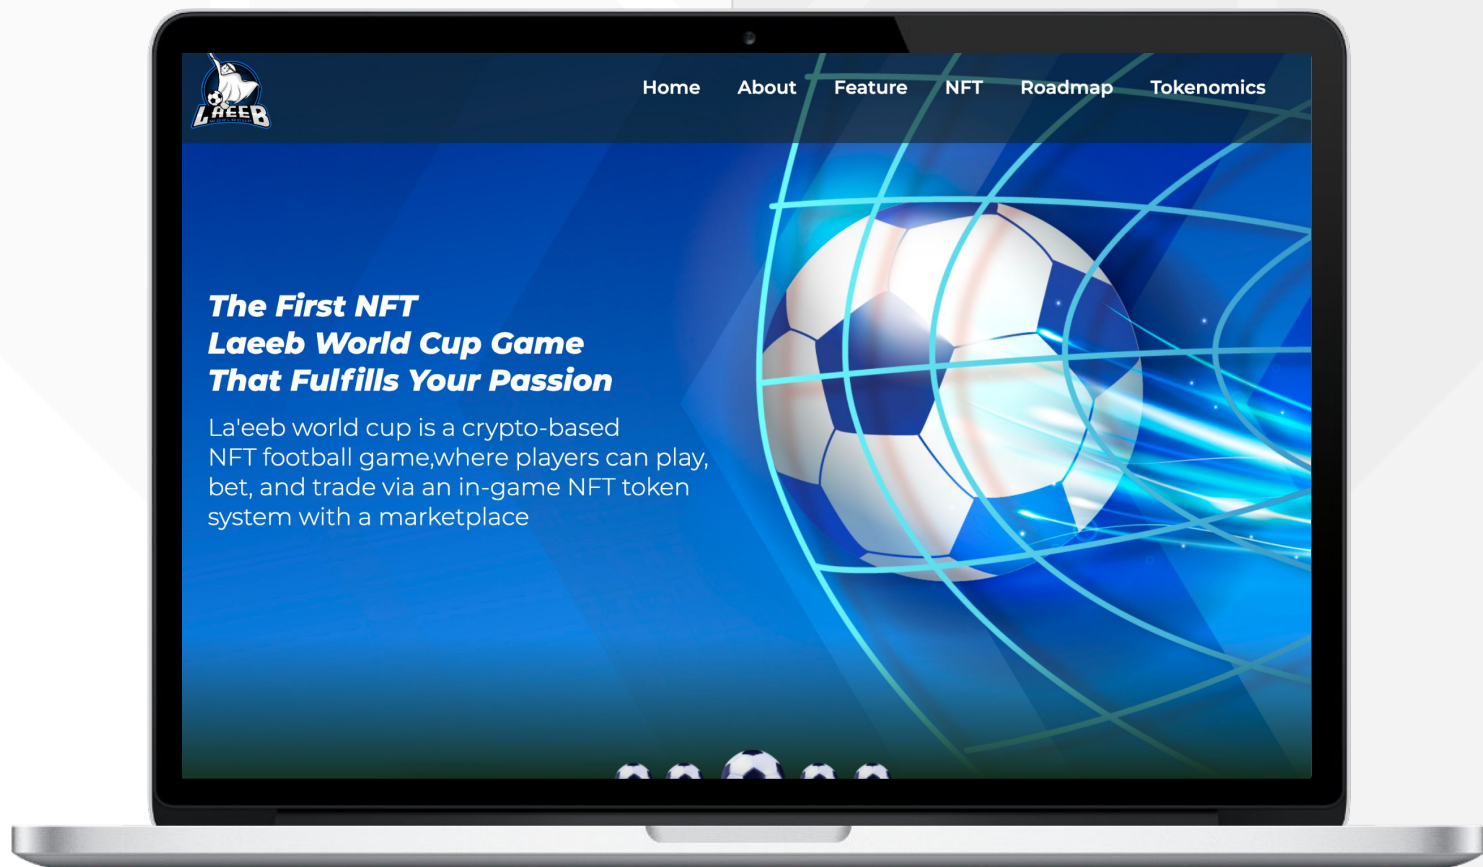 LAEEB
WORLDCUP
Home About Feature NFT Roadmap Tokenomics
The First NFT
Laeeb World Cup Game
That Fulfills Your Passion
La'eeb world cup is a crypto-based
NFT football game,where players can play,
bet, and trade via an in-game NFT token
system with a marketplace